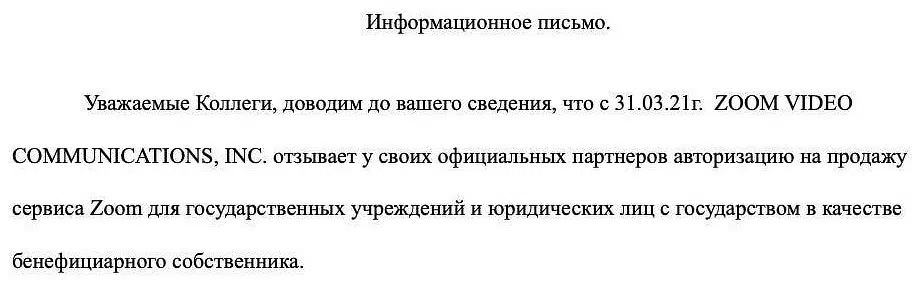 Информационное письмо.
Уважаемые Коллеги, доводим до вашего сведения, что с 31.03.21г. ZOOM VIDEO
COMMUNICATIONS, INC. отзывает у своих официальных партнеров авторизацию на продажу
сервиса Zoom для государственных учреждений и юридических лиц с государством в качестве
бенефициарного собственника.